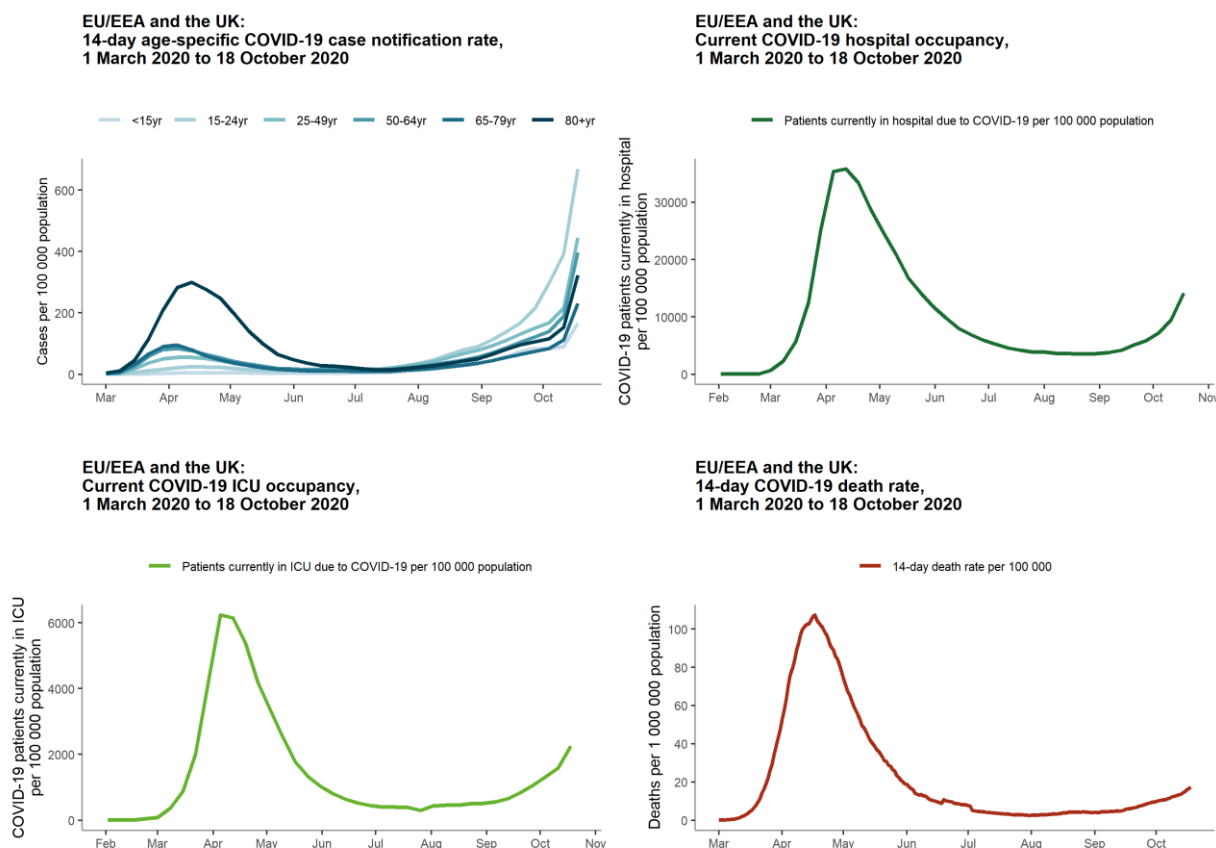 EU/EEA and the UK:
14-day age-specific COVID-19 case notification rate,
1 March 2020 to 18 October 2020
<15yr 15-24yr 25-49yr 50-64yr 65-79yr 80+yr
Cases per 100 000 population
600
400
200
0
Mar Apr May Jun Jul Aug Sep Oct
EU/EEA and the UK:
Current COVID-19 hospital occupancy,
1 March 2020 to 18 October 2020
Patients currently in hospital due to COVID-19 per 100 000 population
COVID-19 patients currently in hospital
per 100 000 population
30000
20000
10000
0
Feb Mar Apr May Jun Jul Aug Sep Oct Nov
EU/EEA and the UK:
Current COVID-19 ICU occupancy,
1 March 2020 to 18 October 2020
Patients currently in ICU due to COVID-19 per 100 000 population
COVID-19 patients currently in ICU
per 100 000 population
6000
4000
2000
0
Feb Mar Apr May Jun Jul Aug Sep Oct Nov
EU/EEA and the UK:
14-day COVID-19 death rate,
1 March 2020 to 18 October 2020
14-day death rate per 100 000
Deaths per 1 000 000 population
100
80
60
40
20
0
Mar Apr May Jun Jul Aug Sep Oct